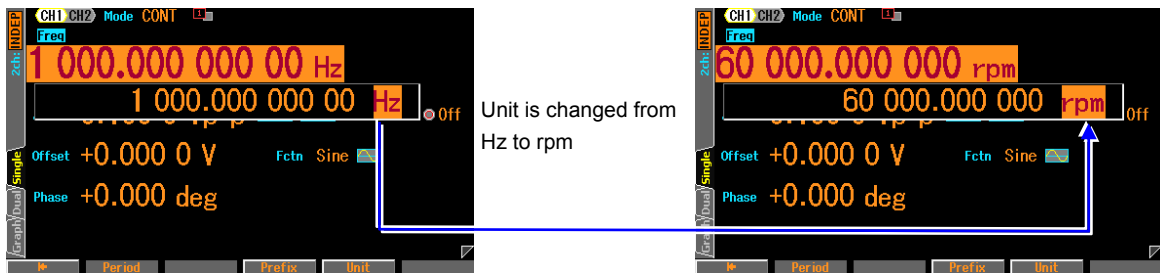 CH1 CH2 Mode CONT 1
2ch: INDEP
Freq
1 000.000 000 00 Hz
1 000.000 000 00 Hz
Off
Offset +0.000 0 V Fctn Sine
Phase +0.000 deg
Graph Dual Single
Period Prefix Unit
Unit is changed from
Hz to rpm
CH1 CH2 Mode CONT 1
2ch: INDEP
Freq
60 000.000 000 rpm
60 000.000 000 rpm
Off
Offset +0.000 0 V Fctn Sine
Phase +0.000 deg
Graph Dual Single
Period Prefix Unit